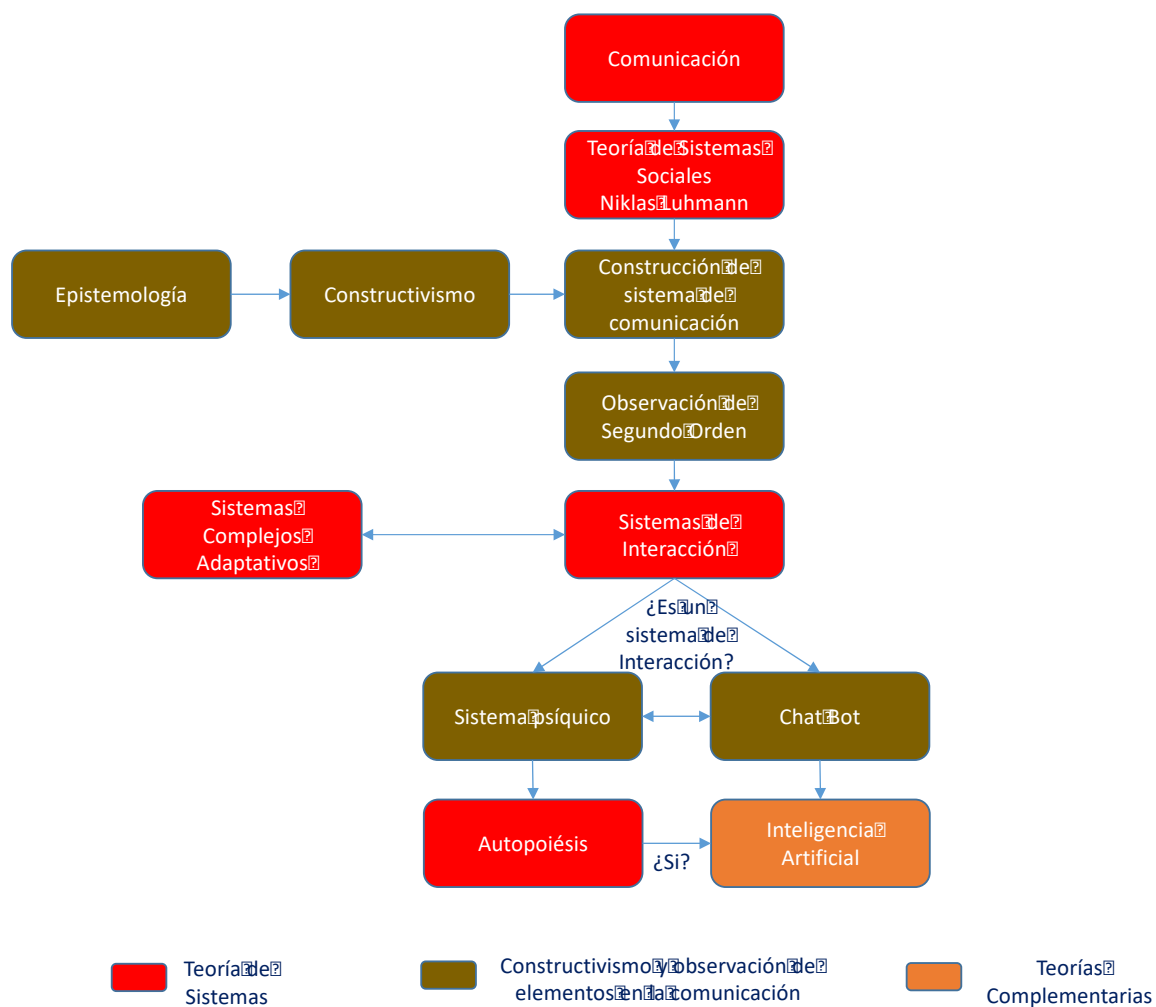 Comunicación
Teoría de Sistemas
Sociales
Niklas Luhmann
Epistemología
Constructivismo
Construcción de
sistema de
comunicación
Observación de
Segundo Orden
Sistemas
Complejos
Adaptativos
Sistemas de
Interacción
¿Es un
sistema de
Interacción?
Sistema psíquico
Chat Bot
Autopoiésis
¿Si?
Inteligencia
Artificial
Teoría de
Sistemas
Constructivismo y observación de
elementos en la comunicación
Teorías
Complementarias